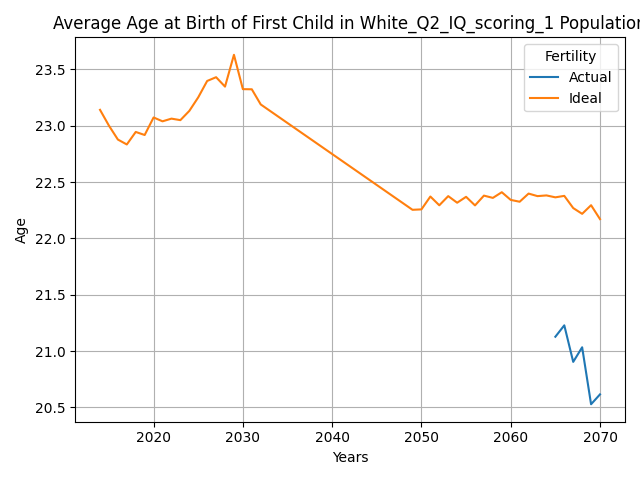 Average Age at Birth of First Child in White_Q2_IQ_scoring_1 Population
Fertility
Actual
Ideal
23.5
23.0
22.5
22.0
21.5
21.0
20.5
Age
2020
2030
2040
2050
2060
2070
Years